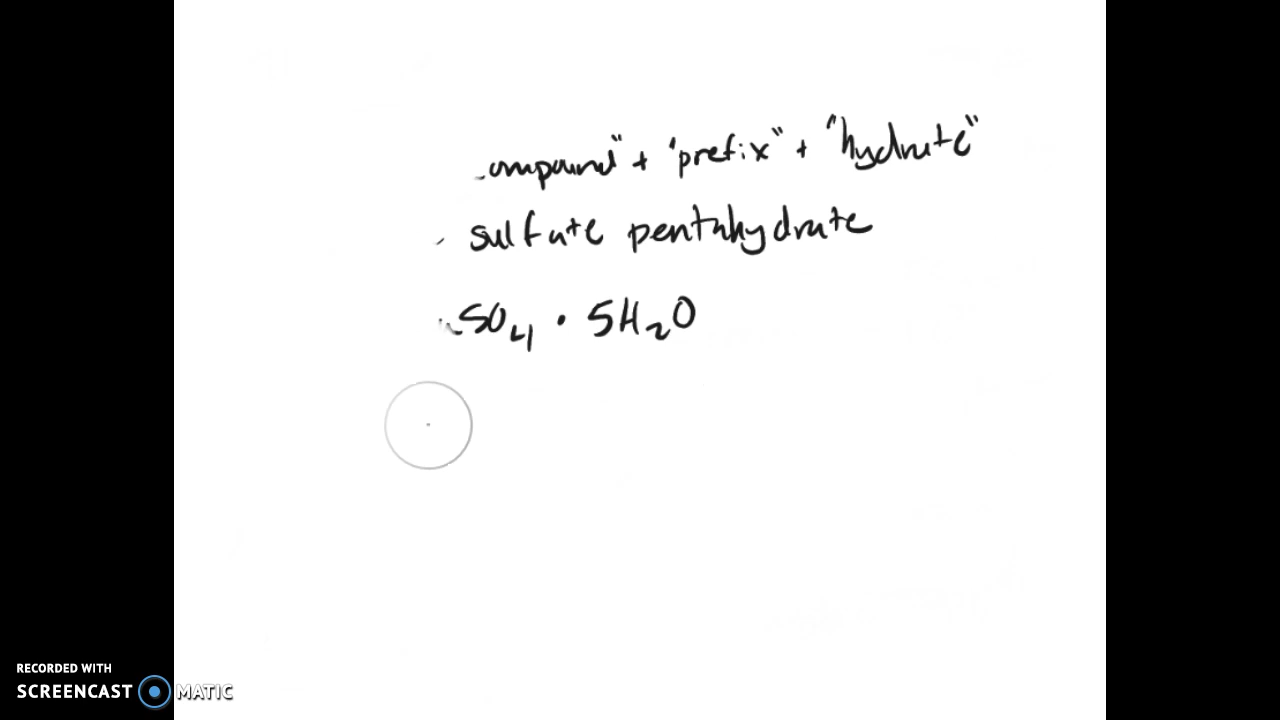 ompound" + "prefix" + "hydrate"
sulfate pentahydrate
SO4 · 5H2O
RECORDED WITH
SCREENCAST MATIC